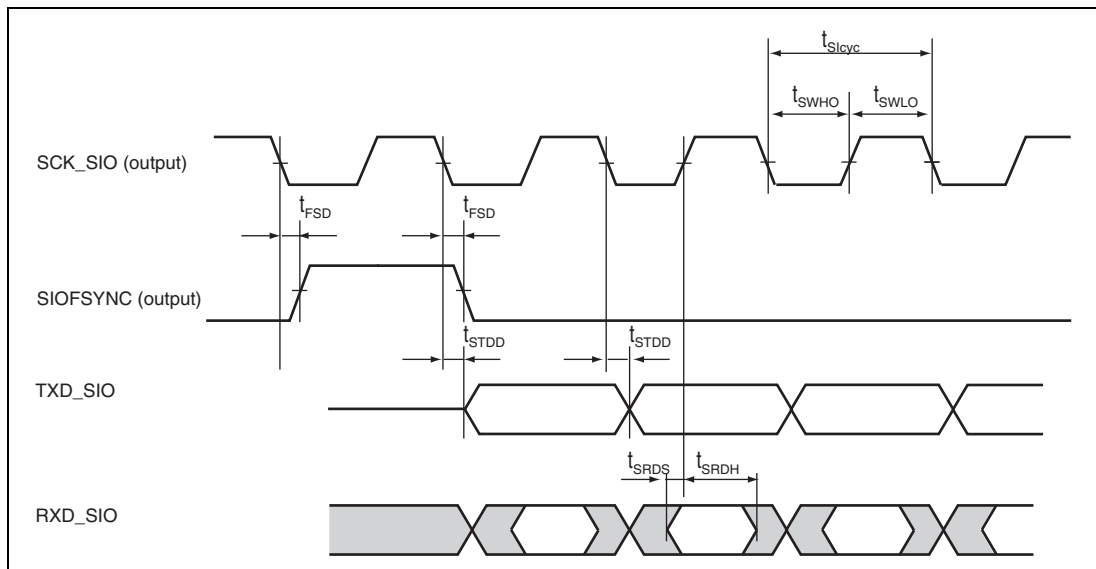 tSIcyc
tSWHO tSWLO
SCK_SIO (output)
tFSD tFSD
SIOFSYNC (output)
tSTDD tSTDD
TXD_SIO
tSRDS tSRDH
RXD_SIO